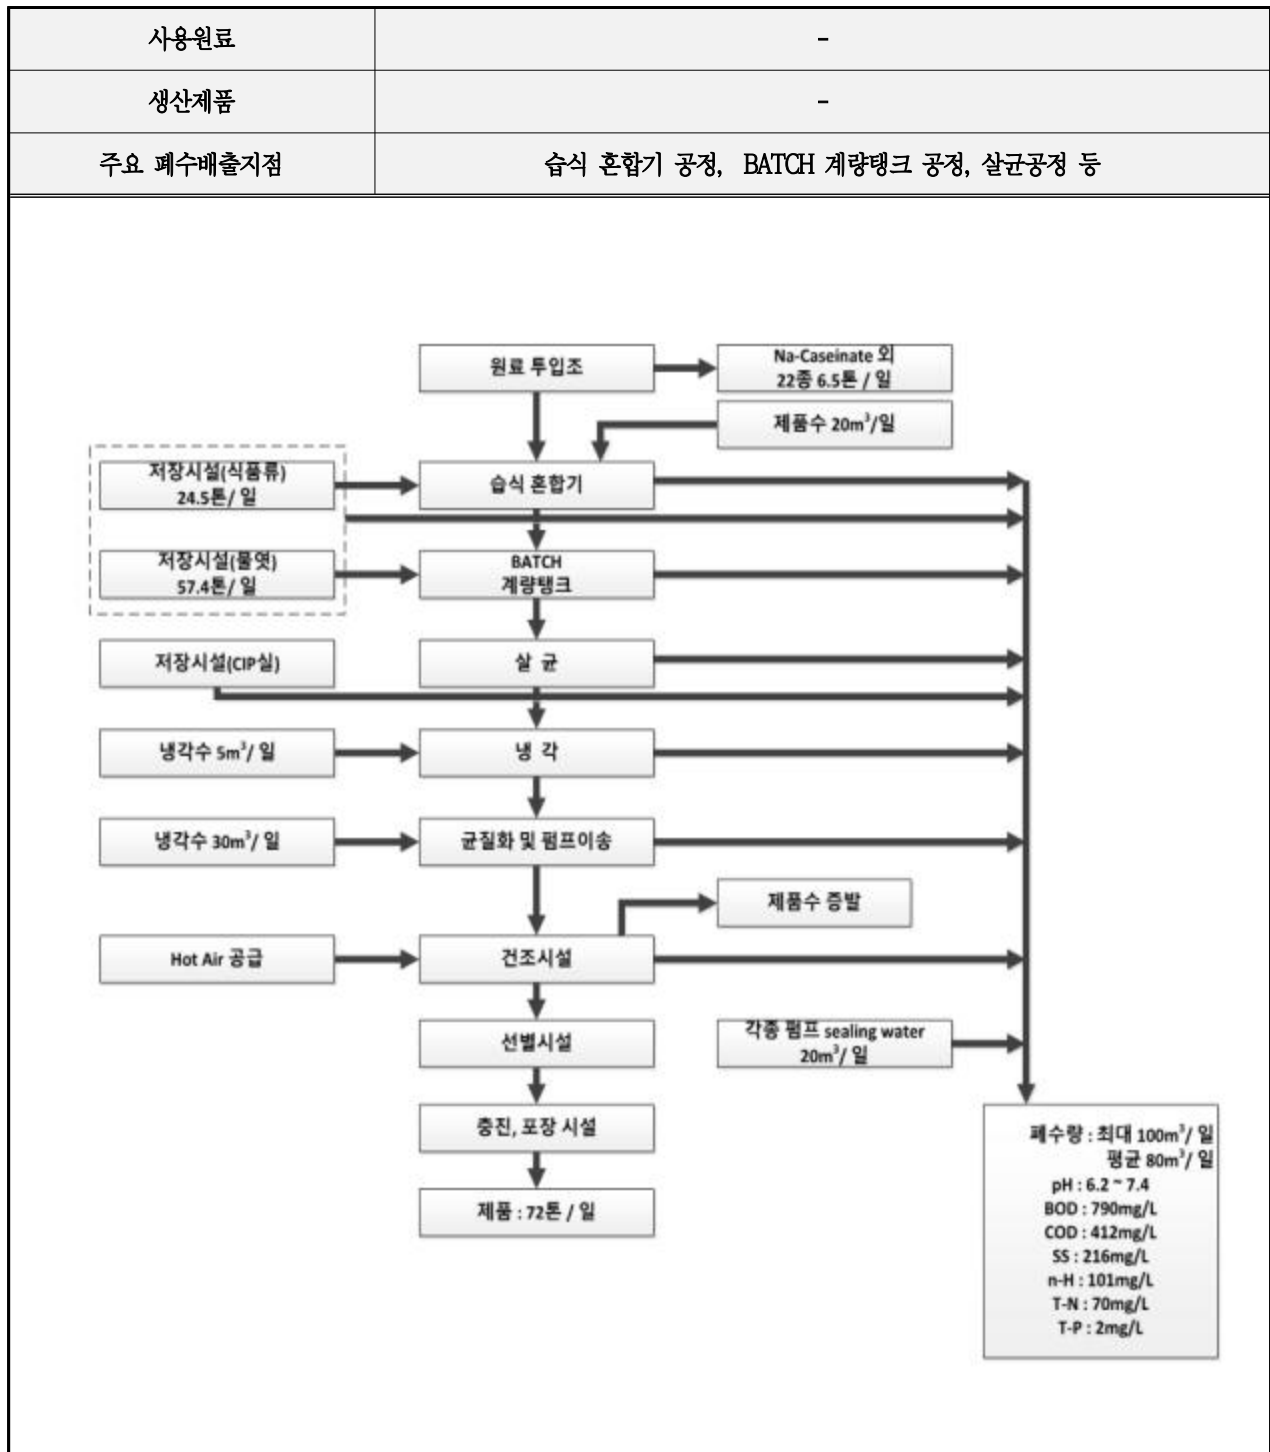 사용원료
-
생산제품
-
주요 폐수배출지점
습식 혼합기 공정, BATCH 계량탱크 공정, 살균공정 등
원료 투입조
Na-Caseinate 외
22종 6.5톤 / 일
제품수 20m³/일
저장시설(식품류)
24.5톤/ 일
습식 혼합기
저장시설(물엿)
57.4톤/ 일
BATCH
계량탱크
저장시설(CIP실)
살 균
냉각수 5m³/ 일
냉 각
냉각수 30m³/ 일
균질화 및 펌프이송
제품수 증발
Hot Air 공급
건조시설
선별시설
각종 펌프 sealing water
20m³/ 일
충진, 포장 시설
제품 : 72톤 / 일
폐수량 : 최대 100m³/ 일
평균 80m³/ 일
pH : 6.2 ~ 7.4
BOD : 790mg/L
COD : 412mg/L
SS : 216mg/L
n-H : 101mg/L
T-N : 70mg/L
T-P : 2mg/L